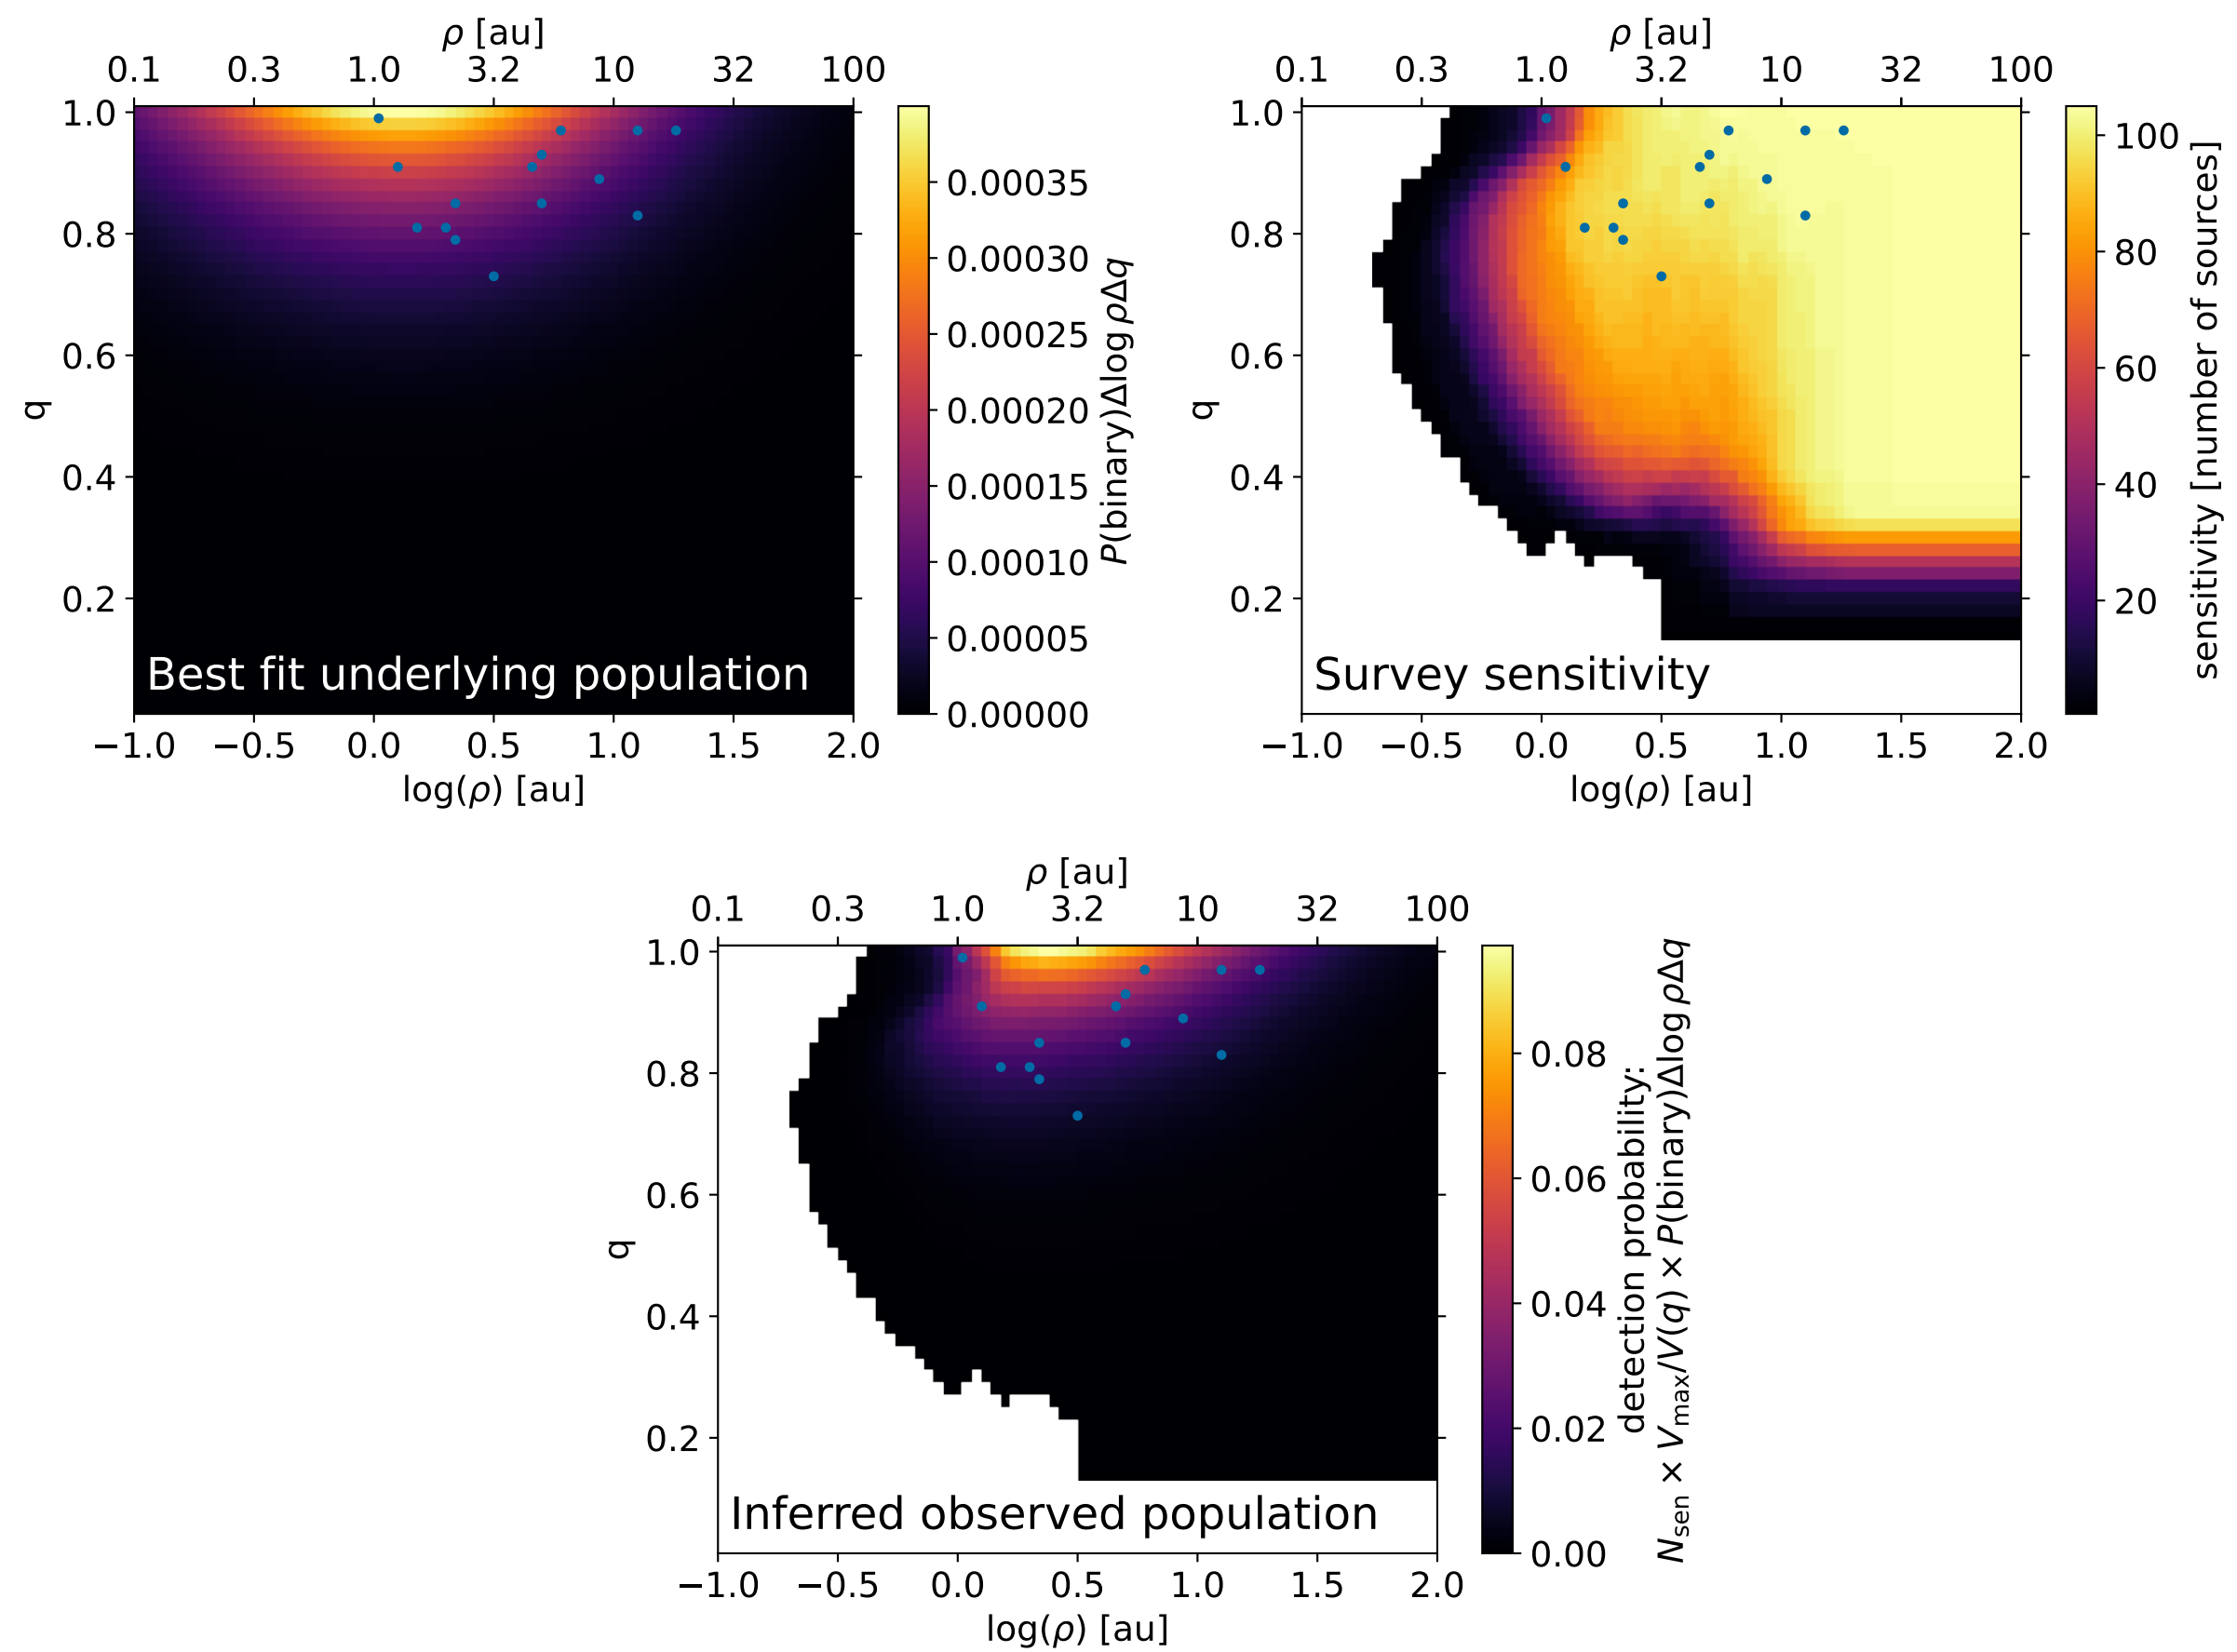 ρ [au]
0.1 0.3 1.0 3.2 10 32 100
1.0
0.8
0.6
0.4
0.2
q
Best fit underlying population
−1.0 −0.5 0.0 0.5 1.0 1.5 2.0
log(ρ) [au]
0.00035
0.00030
0.00025
0.00020
0.00015
0.00010
0.00005
0.00000
P(binary)Δlog ρΔq
ρ [au]
0.1 0.3 1.0 3.2 10 32 100
1.0
0.8
0.6
0.4
0.2
q
Survey sensitivity
−1.0 −0.5 0.0 0.5 1.0 1.5 2.0
log(ρ) [au]
100
80
60
40
20
sensitivity [number of sources]
ρ [au]
0.1 0.3 1.0 3.2 10 32 100
1.0
0.8
0.6
0.4
0.2
q
Inferred observed population
−1.0 −0.5 0.0 0.5 1.0 1.5 2.0
log(ρ) [au]
0.08
0.06
0.04
0.02
0.00
detection probability:
N_sen × V_max/V(q) × P(binary)Δlog ρΔq